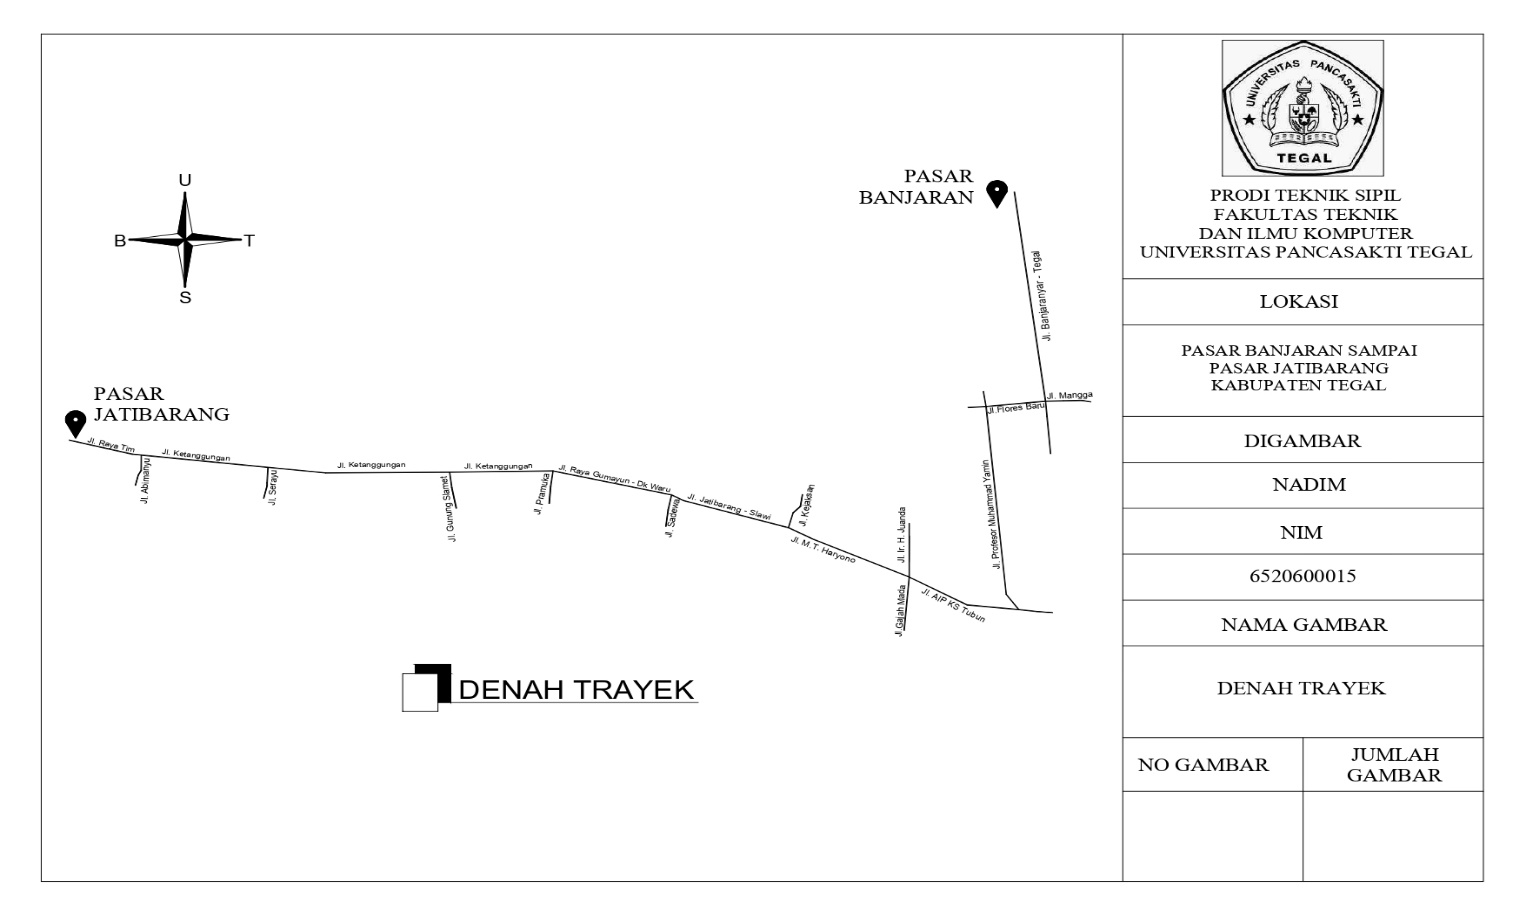 UNIVERSITAS PANCASAKTI
TEGAL
PRODI TEKNIK SIPIL
FAKULTAS TEKNIK
DAN ILMU KOMPUTER
UNIVERSITAS PANCASAKTI TEGAL
LOKASI
PASAR BANJARAN SAMPAI
PASAR JATIBARANG
KABUPATEN TEGAL
DIGAMBAR
NADIM
NIM
6520600015
NAMA GAMBAR
DENAH TRAYEK
NO GAMBAR
JUMLAH
GAMBAR
U
B
T
S
PASAR
BANJARAN
Jl. Banjaranyar - Tegal
Jl. Mangga
Jl.Flores Baru
Jl. Profesor Muhammad Yamin
PASAR
JATIBARANG
Jl. Raya Tim
Jl. Abimanyu
Jl. Ketanggungan
Jl. Serayu
Jl. Ketanggungan
Jl. Gunung Slamet
Jl. Ketanggungan
Jl. Pramuka
Jl. Raya Gumayun - Dk Waru
Jl. Sadewa
Jl. Jatibarang - Slawi
Jl. Kejaksan
Jl. M.T. Haryono
Jl. Ir. H. Juanda
Jl.Gajah Mada
Jl. AIP KS Tubun
DENAH TRAYEK